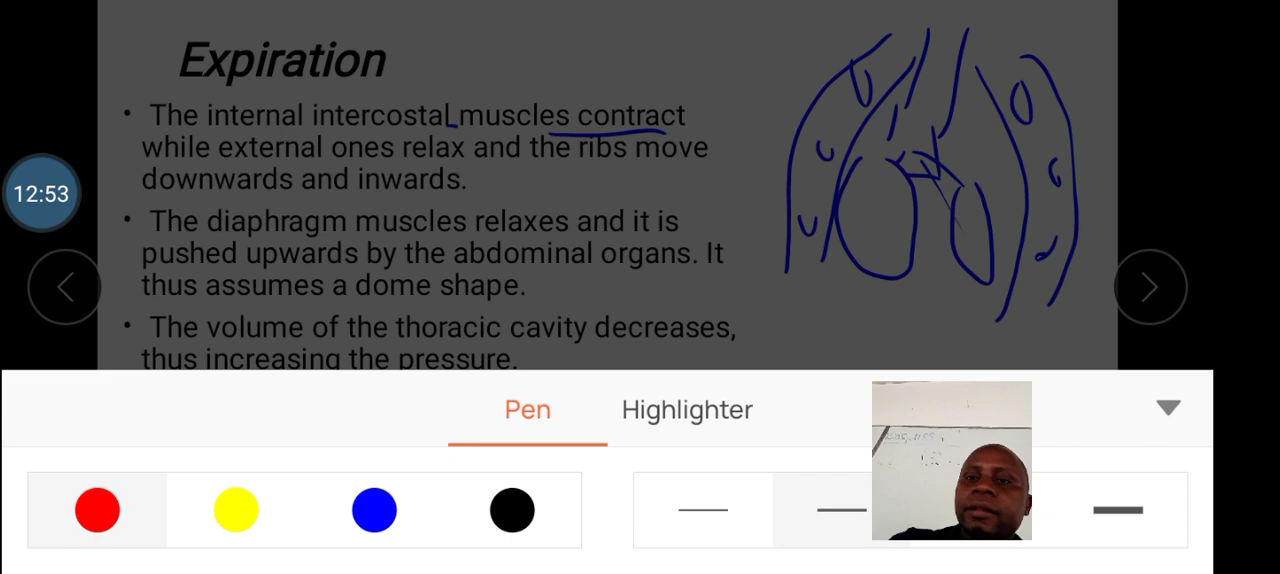 Expiration
• The internal intercostal muscles contract
while external ones relax and the ribs move
downwards and inwards.
• The diaphragm muscles relaxes and it is
pushed upwards by the abdominal organs. It
thus assumes a dome shape.
• The volume of the thoracic cavity decreases,
thus increasing the pressure.
12:53
Pen
Highlighter